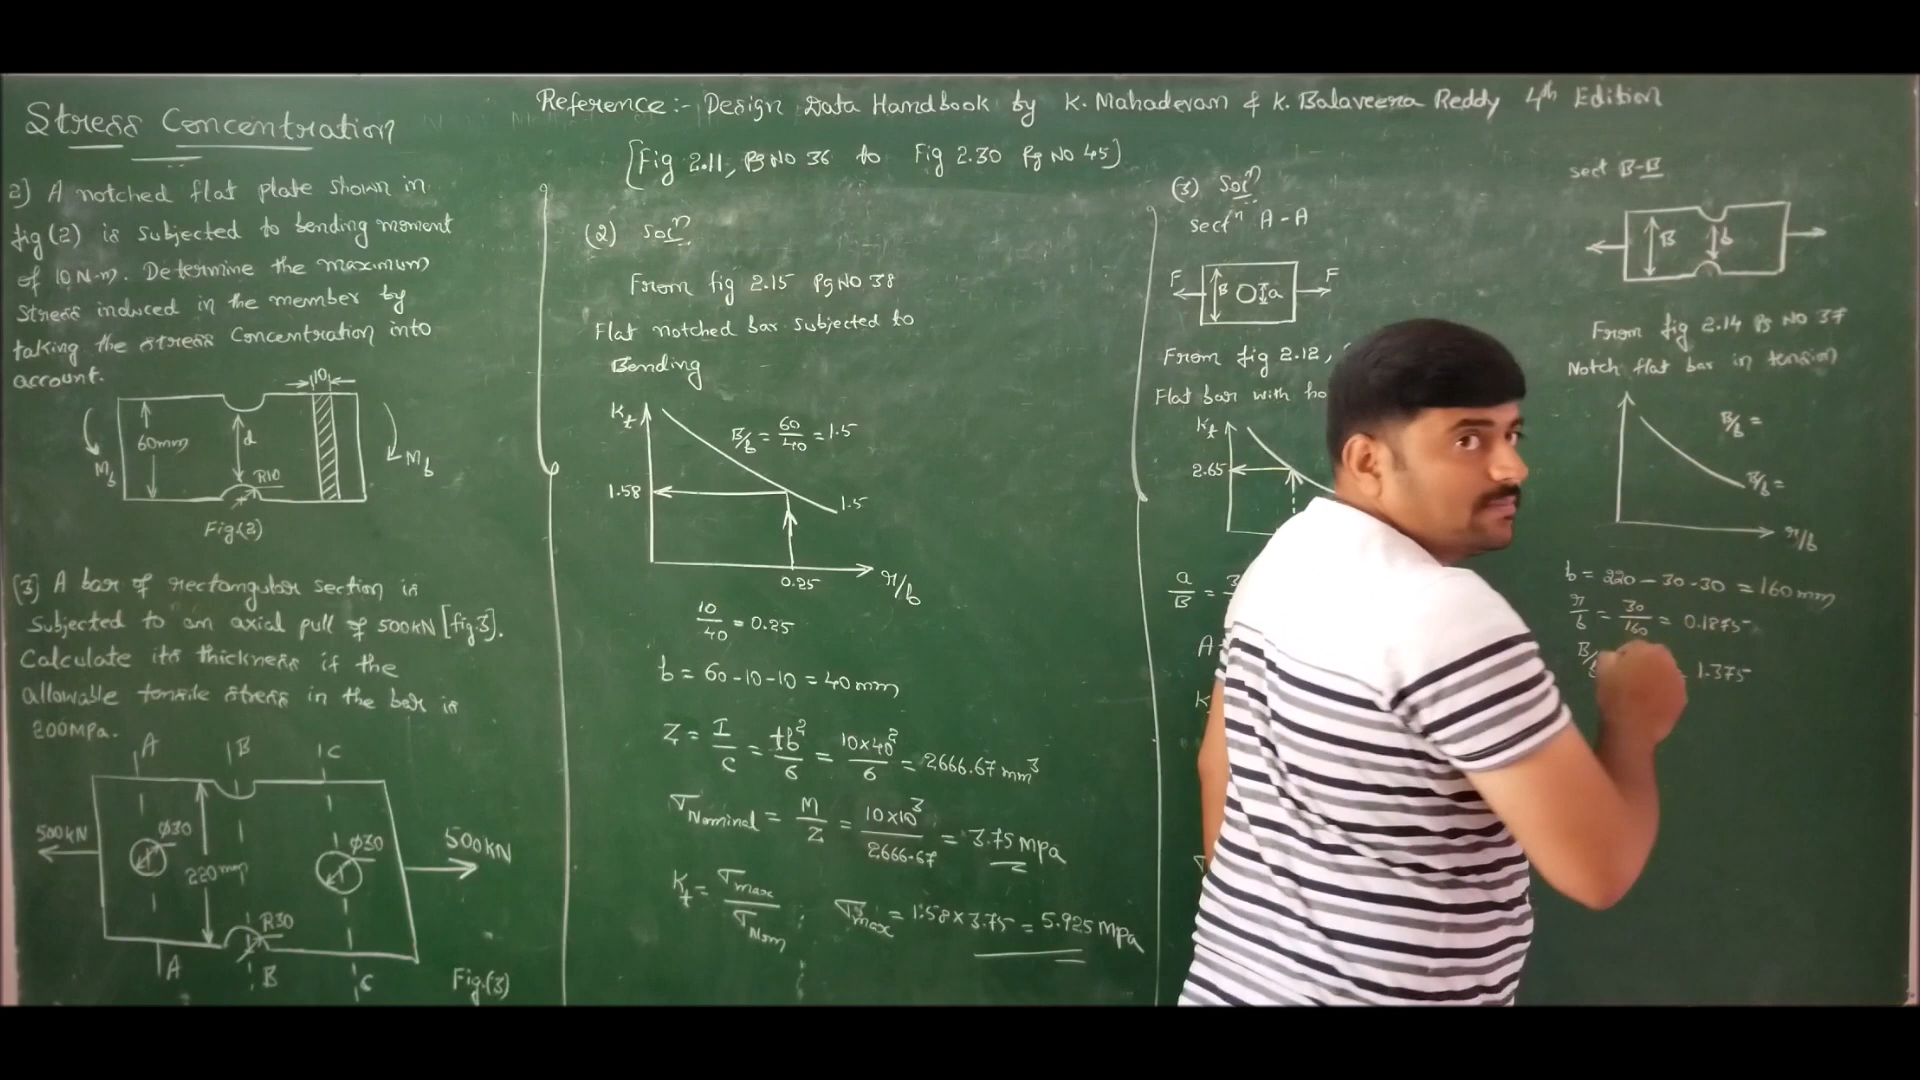 Stress Concentration
Reference:- Design Data Handbook by K. Mahadevan & K. Balaveera Reddy 4th Edition
[Fig 2.11, Pg No 36 to Fig 2.30 Pg No 45]
2) A notched flat plate shown in
fig (2) is subjected to bending moment
of 10 N-m. Determine the maximum
stress induced in the member by
taking the stress Concentration into
account.
10
60mm
d
R10
Mb
Mb
Fig.(2)
(3) A bar of rectangular section is
subjected to an axial pull of 500KN [fig.3].
Calculate its thickness if the
allowable tensile stress in the bar is
200MPa.
A
B
C
500KN
Ø30
220mm
Ø30
500KN
R30
A
B
C
Fig.(3)
(2) Solⁿ
From fig 2.15 Pg No 38
Flat notched bar subjected to
Bending
Kt
B/b = 60/40 = 1.5
1.58
1.5
0.25
r/b
10/40 = 0.25
b = 60-10-10 = 40mm
Z = I/C = tb²/6 = 10×40²/6 = 2666.67 mm³
σNominal = M/Z = 10×10³/2666.67 = 3.75 MPa
Kt = σmax/σNom ; σmax = 1.58×3.75 = 5.925 MPa
(3) Solⁿ
Sectⁿ A-A
F
B
a
F
From fig 2.12,
Flat bar with
Kt
2.65
a/B =
A
K
sect B-B
B
b
From fig 2.14 Pg No 37
Notch flat bar in tension
B/b =
B/b =
r/b
b = 220 - 30 - 30 = 160 mm
r/b = 30/160 = 0.1875
B/
1.375